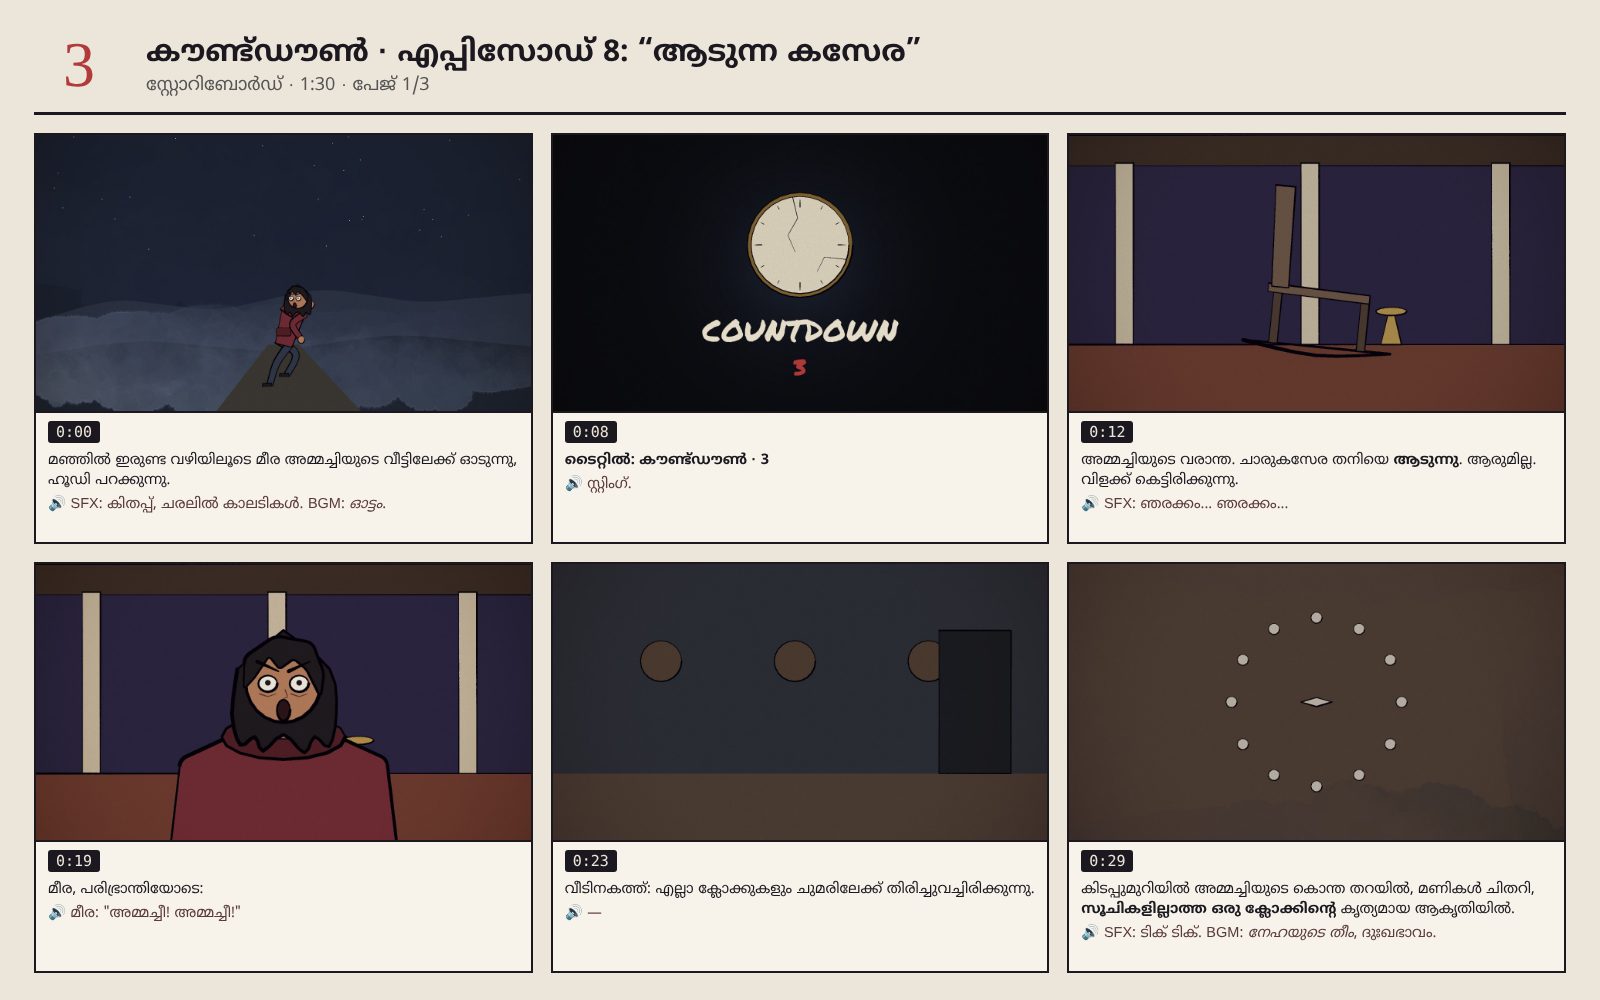 3
കൗണ്ട്ഡൗൺ · എപ്പിസോഡ് 8: “ആടുന്ന കസേര”
സ്റ്റോറിബോർഡ് · 1:30 · പേജ് 1/3
COUNTDOWN
3
0:00
മഞ്ഞിൽ ഇരുണ്ട വഴിയിലൂടെ മീര അമ്മച്ചിയുടെ വീട്ടിലേക്ക് ഓടുന്നു,
ഹൂഡി പറക്കുന്നു.
🔊 SFX: കിതപ്പ്, ചരലിൽ കാലടികൾ. BGM: ഓട്ടം.
0:08
ടൈറ്റിൽ: കൗണ്ട്ഡൗൺ · 3
🔊 സ്റ്റിംഗ്.
0:12
അമ്മച്ചിയുടെ വരാന്ത. ചാരുകസേര തനിയെ ആടുന്നു. ആരുമില്ല.
വിളക്ക് കെട്ടിരിക്കുന്നു.
🔊 SFX: ഞരക്കം... ഞരക്കം...
0:19
മീര, പരിഭ്രാന്തിയോടെ:
🔊 മീര: "അമ്മച്ചീ! അമ്മച്ചീ!"
0:23
വീടിനകത്ത്: എല്ലാ ക്ലോക്കുകളും ചുമരിലേക്ക് തിരിച്ചുവച്ചിരിക്കുന്നു.
🔊 —
0:29
കിടപ്പുമുറിയിൽ അമ്മച്ചിയുടെ കൊന്ത തറയിൽ, മണികൾ ചിതറി,
സൂചികളില്ലാത്ത ഒരു ക്ലോക്കിന്റെ കൃത്യമായ ആകൃതിയിൽ.
🔊 SFX: ടിക് ടിക്. BGM: നേഹയുടെ തീം, ദുഃഖഭാവം.